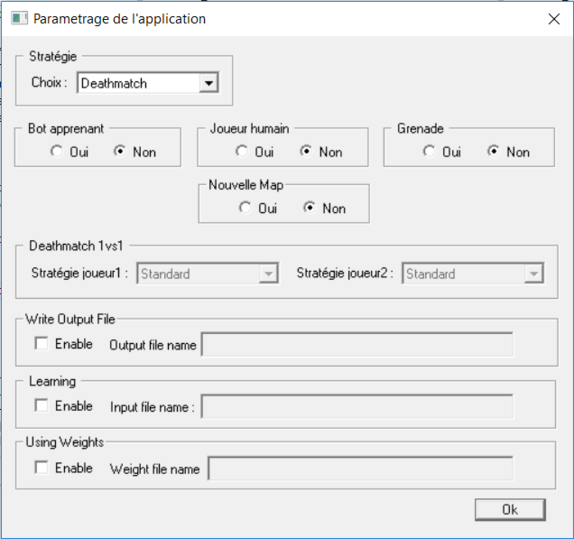 Parametrage de l'application
Stratégie
Choix : Deathmatch
Bot apprenant Joueur humain Grenade
Oui Non Oui Non Oui Non
Nouvelle Map
Oui Non
Deathmatch 1vs1
Stratégie joueur1 : Standard Stratégie joueur2 : Standard
Write Output File
Enable Output file name
Learning
Enable Input file name :
Using Weights
Enable Weight file name
Ok